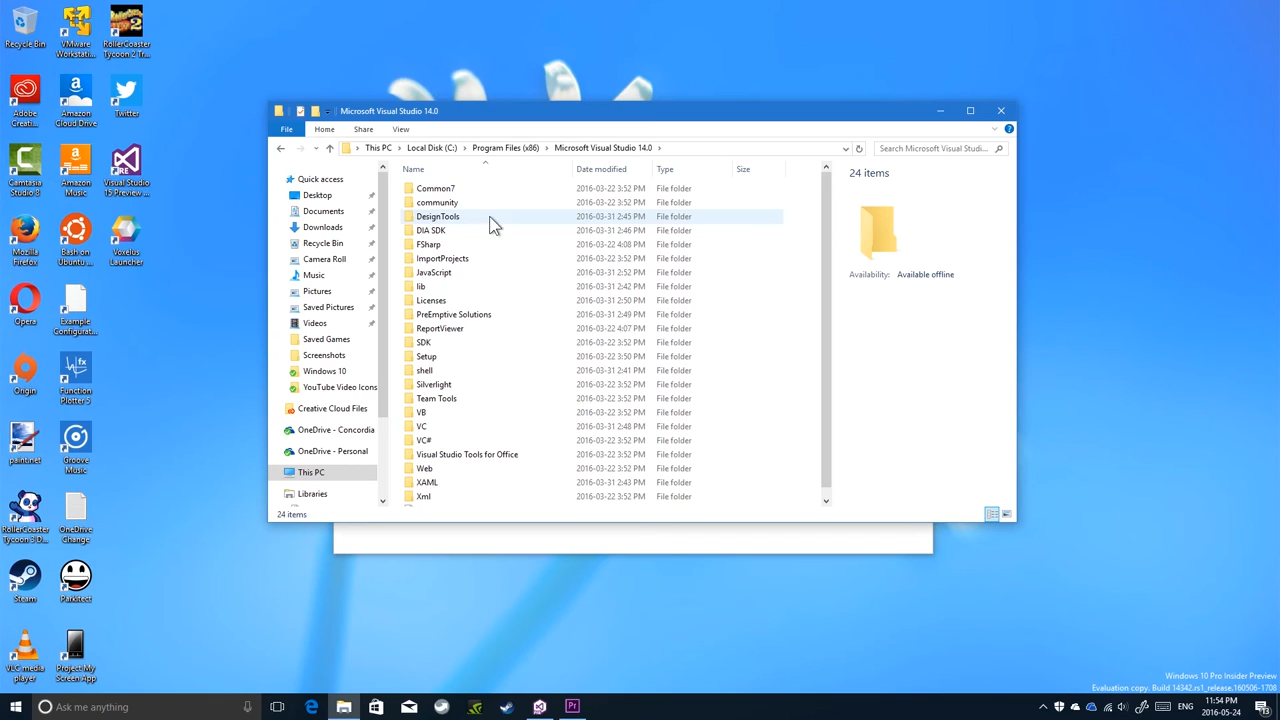 Recycle Bin
VMware
Workstati...
RollerCoaster
Tycoon 2 Tr...
Adobe
Creati...
Amazon
Cloud Drive
Twitter
Camtasia
Studio 8
Amazon
Music
Visual Studio
15 Preview ...
Mozilla
Firefox
Bash on
Ubuntu ...
Voxelus
Launcher
Opera
Example
Configurat...
Origin
Function
Plotter 5
paint.net
Groove
Music
RollerCoaster
Tycoon 3 D...
OneDrive
Change
Steam
Parkitect
VLC media
player
Project My
Screen App
Microsoft Visual Studio 14.0
File
Home
Share
View
This PC
Local Disk (C:)
Program Files (x86)
Microsoft Visual Studio 14.0
Search Microsoft Visual Studi...
Quick access
Desktop
Documents
Downloads
Recycle Bin
Camera Roll
Music
Pictures
Saved Pictures
Videos
Saved Games
Screenshots
Windows 10
YouTube Video Icons
Creative Cloud Files
OneDrive - Concordia
OneDrive - Personal
This PC
Libraries
Name Date modified Type Size
Common7 2016-03-22 3:52 PM File folder
community 2016-03-22 3:52 PM File folder
DesignTools 2016-03-31 2:45 PM File folder
DIA SDK 2016-03-31 2:46 PM File folder
FSharp 2016-03-22 4:08 PM File folder
ImportProjects 2016-03-22 3:52 PM File folder
JavaScript 2016-03-31 2:52 PM File folder
lib 2016-03-31 2:42 PM File folder
Licenses 2016-03-31 2:50 PM File folder
PreEmptive Solutions 2016-03-31 2:49 PM File folder
ReportViewer 2016-03-22 4:07 PM File folder
SDK 2016-03-22 3:52 PM File folder
Setup 2016-03-22 3:50 PM File folder
shell 2016-03-31 2:41 PM File folder
Silverlight 2016-03-22 3:52 PM File folder
Team Tools 2016-03-22 3:52 PM File folder
VB 2016-03-22 3:52 PM File folder
VC 2016-03-31 2:48 PM File folder
VC# 2016-03-22 3:52 PM File folder
Visual Studio Tools for Office 2016-03-22 3:52 PM File folder
Web 2016-03-22 3:52 PM File folder
XAML 2016-03-31 2:43 PM File folder
Xml 2016-03-22 3:52 PM File folder
24 items
Availability: Available offline
24 items
Windows 10 Pro Insider Preview
Evaluation copy. Build 14342.rs1_release.160506-1708
Ask me anything
ENG
11:54 PM
2016-05-24
13